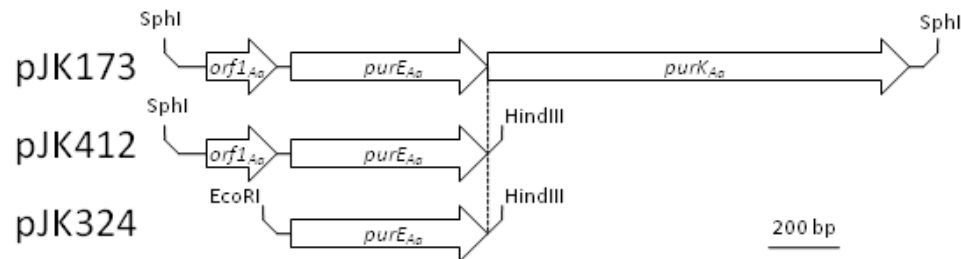 SphI SphI
pJK173 orf1Aa purEAa purKAa
SphI HindIII
pJK412 orf1Aa purEAa
EcoRI HindIII
pJK324 purEAa 200 bp